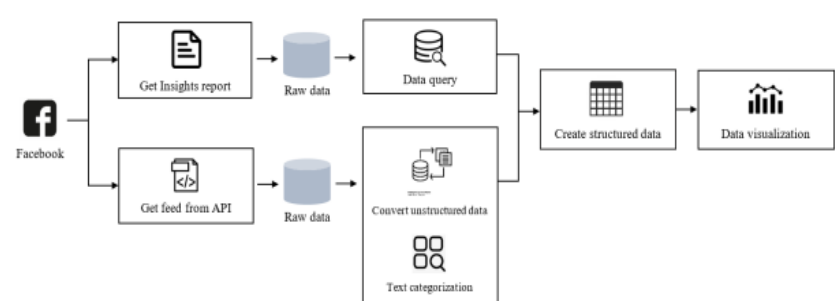 Facebook
Get Insights report
Raw data
Data query
Get feed from API
Raw data
Convert unstructured data
Text categorization
Create structured data
Data visualization